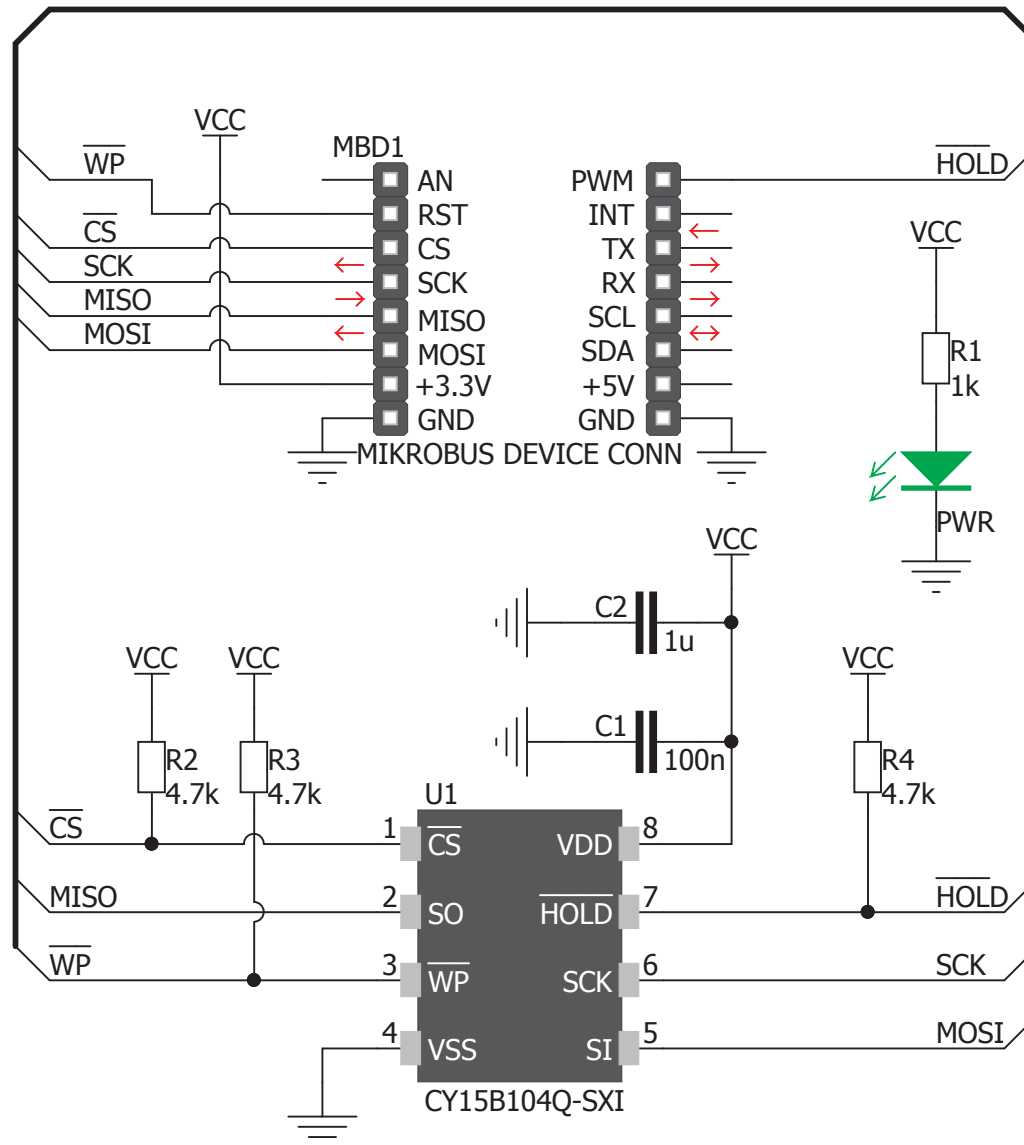 VCC
WP
MBD1
HOLD
AN
PWM
RST
INT
CS
CS
TX
VCC
SCK
SCK
RX
MISO
MISO
SCL
MOSI
MOSI
SDA
R1
1k
+3.3V
+5V
GND
GND
MIKROBUS DEVICE CONN
PWR
VCC
C2
1u
VCC
VCC
VCC
C1
100n
R2
4.7k
R3
4.7k
R4
4.7k
U1
CS
1
CS
VDD
8
MISO
2
SO
HOLD
7
HOLD
WP
3
WP
SCK
6
SCK
4
VSS
SI
5
MOSI
CY15B104Q-SXI